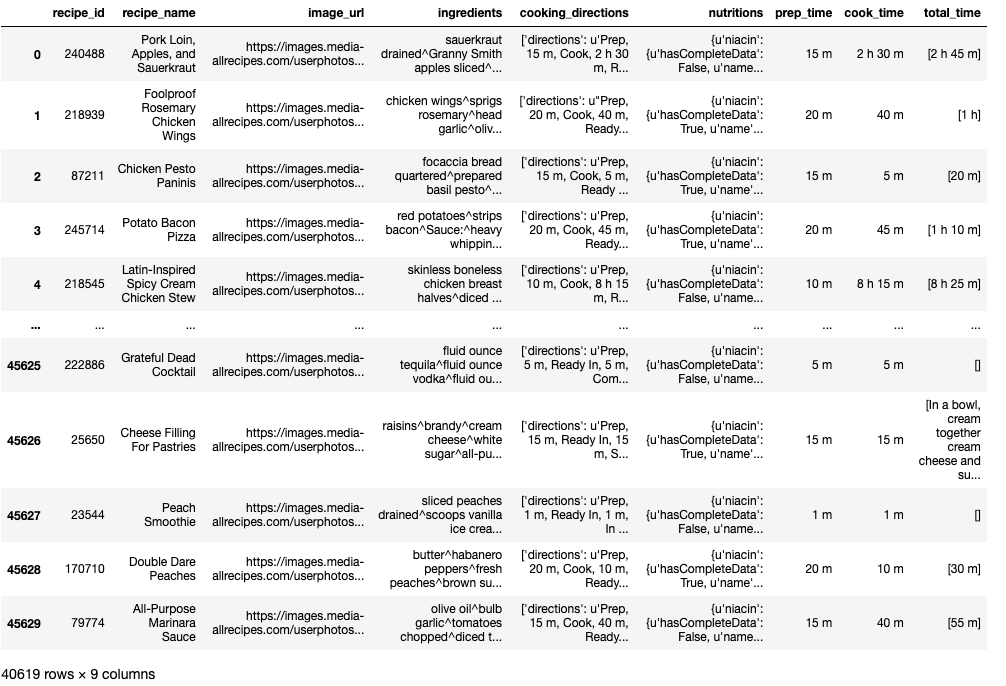 recipe_id recipe_name image_url ingredients cooking_directions nutritions prep_time cook_time total_time
0 240488 Pork Loin, Apples, and Sauerkraut https://images.media-allrecipes.com/userphotos... sauerkraut drained^Granny Smith apples sliced^... ['directions': u'Prep, 15 m, Cook, 2 h 30 m, R... {u'niacin': {u'hasCompleteData': False, u'name... 15 m 2 h 30 m [2 h 45 m]
1 218939 Foolproof Rosemary Chicken Wings https://images.media-allrecipes.com/userphotos... chicken wings^sprigs rosemary^head garlic^oliv... ['directions': u"Prep, 20 m, Cook, 40 m, Ready... {u'niacin': {u'hasCompleteData': True, u'name'... 20 m 40 m [1 h]
2 87211 Chicken Pesto Paninis https://images.media-allrecipes.com/userphotos... focaccia bread quartered^prepared basil pesto^... ['directions': u'Prep, 15 m, Cook, 5 m, Ready ... {u'niacin': {u'hasCompleteData': True, u'name'... 15 m 5 m [20 m]
3 245714 Potato Bacon Pizza https://images.media-allrecipes.com/userphotos... red potatoes^strips bacon^Sauce:^heavy whippin... ['directions': u'Prep, 20 m, Cook, 45 m, Ready... {u'niacin': {u'hasCompleteData': True, u'name'... 20 m 45 m [1 h 10 m]
4 218545 Latin-Inspired Spicy Cream Chicken Stew https://images.media-allrecipes.com/userphotos... skinless boneless chicken breast halves^diced ... ['directions': u'Prep, 10 m, Cook, 8 h 15 m, R... {u'niacin': {u'hasCompleteData': False, u'name... 10 m 8 h 15 m [8 h 25 m]
... ... ... ... ... ... ... ... ... ...
45625 222886 Grateful Dead Cocktail https://images.media-allrecipes.com/userphotos... fluid ounce tequila^fluid ounce vodka^fluid ou... ['directions': u'Prep, 5 m, Ready In, 5 m, Com... {u'niacin': {u'hasCompleteData': False, u'name... 5 m 5 m []
45626 25650 Cheese Filling For Pastries https://images.media-allrecipes.com/userphotos... raisins^brandy^cream cheese^white sugar^all-pu... ['directions': u'Prep, 15 m, Ready In, 15 m, S... {u'niacin': {u'hasCompleteData': True, u'name'... 15 m 15 m [In a bowl, cream together cream cheese and su...
45627 23544 Peach Smoothie https://images.media-allrecipes.com/userphotos... sliced peaches drained^scoops vanilla ice crea... ['directions': u'Prep, 1 m, Ready In, 1 m, In ... {u'niacin': {u'hasCompleteData': False, u'name... 1 m 1 m []
45628 170710 Double Dare Peaches https://images.media-allrecipes.com/userphotos... butter^habanero peppers^fresh peaches^brown su... ['directions': u'Prep, 20 m, Cook, 10 m, Ready... {u'niacin': {u'hasCompleteData': True, u'name'... 20 m 10 m [30 m]
45629 79774 All-Purpose Marinara Sauce https://images.media-allrecipes.com/userphotos... olive oil^bulb garlic^tomatoes chopped^diced t... ['directions': u'Prep, 15 m, Cook, 40 m, Ready... {u'niacin': {u'hasCompleteData': False, u'name... 15 m 40 m [55 m]
40619 rows × 9 columns